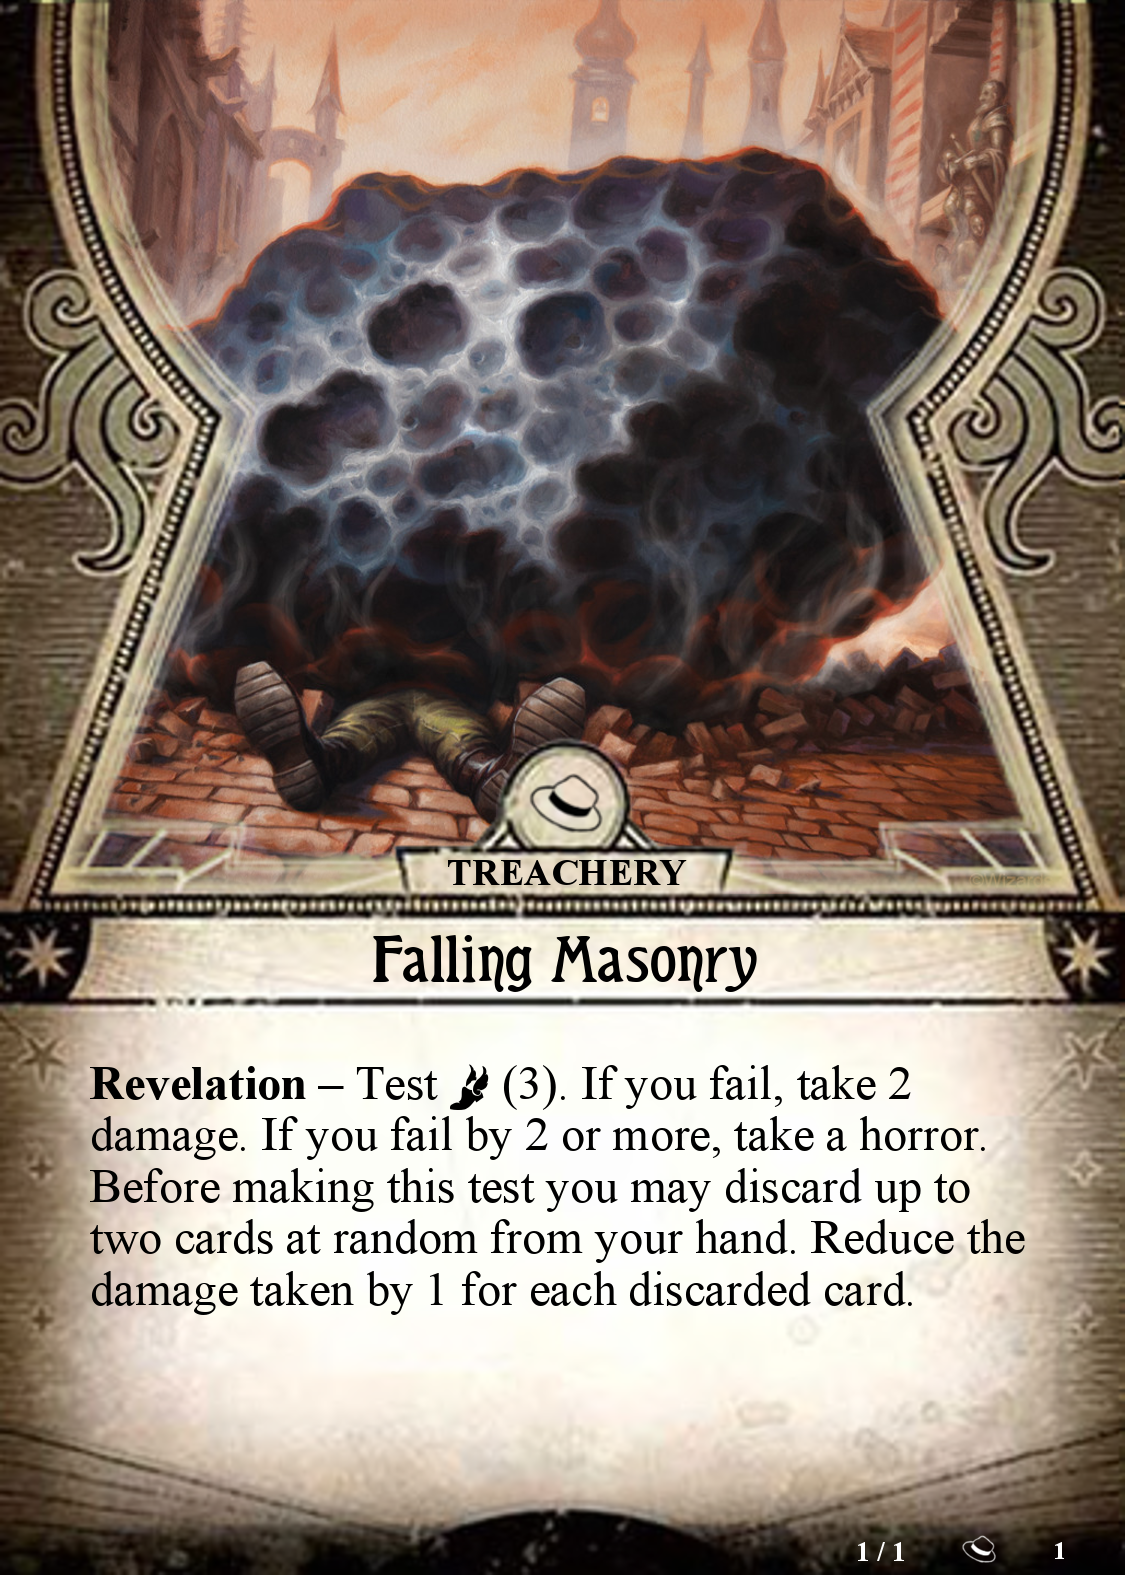 TREACHERY
Falling Masonry
Revelation – Test (3). If you fail, take 2
damage. If you fail by 2 or more, take a horror.
Before making this test you may discard up to
two cards at random from your hand. Reduce the
damage taken by 1 for each discarded card.
1 / 1 1